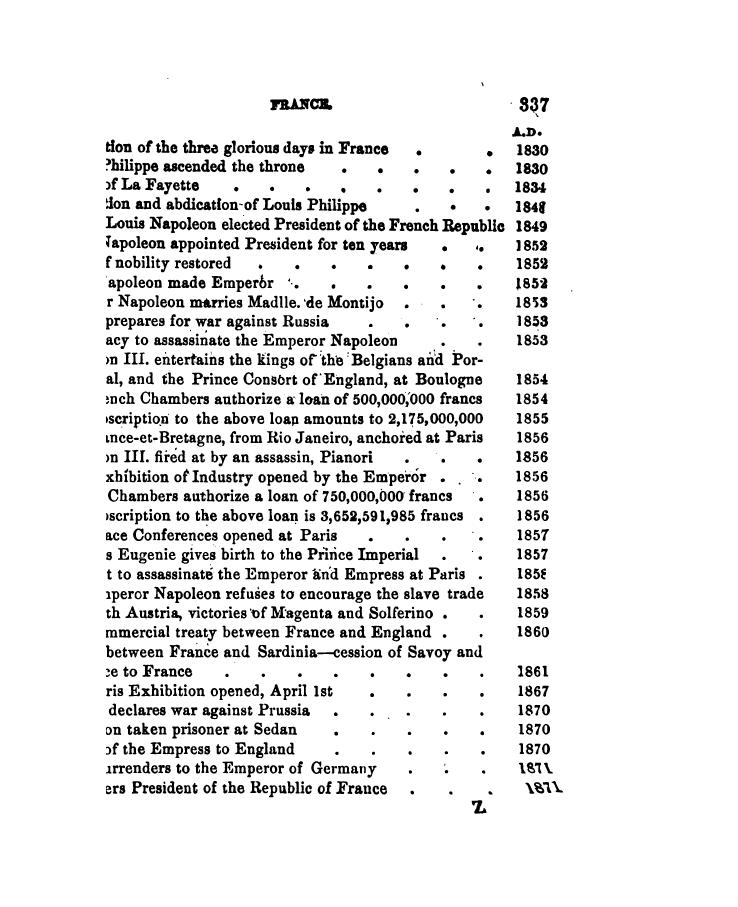 FRANCE. 337
A.D.
tion of the three glorious days in France . . 1830
Philippe ascended the throne . . . . . 1830
of La Fayette . . . . . . . . 1834
tion and abdication of Louis Philippe . . . 1848
Louis Napoleon elected President of the French Republic 1849
Napoleon appointed President for ten years . . 1852
f nobility restored . . . . . . . 1852
apoleon made Emperor . . . . . . 1852
r Napoleon marries Madlle. de Montijo . . . 1853
prepares for war against Russia . . . . 1853
acy to assassinate the Emperor Napoleon . . 1853
on III. entertains the kings of the Belgians and Por-
al, and the Prince Consort of England, at Boulogne 1854
ench Chambers authorize a loan of 500,000,000 francs 1854
bscription to the above loan amounts to 2,175,000,000 1855
ance-et-Bretagne, from Rio Janeiro, anchored at Paris 1856
on III. fired at by an assassin, Pianori . . . 1856
xhibition of Industry opened by the Emperor . . 1856
Chambers authorize a loan of 750,000,000 francs . 1856
bscription to the above loan is 3,652,591,985 francs . 1856
ace Conferences opened at Paris . . . . 1857
s Eugenie gives birth to the Prince Imperial . . 1857
t to assassinate the Emperor and Empress at Paris . 1858
mperor Napoleon refuses to encourage the slave trade 1858
th Austria, victories of Magenta and Solferino . . 1859
mmercial treaty between France and England . . 1860
between France and Sardinia—cession of Savoy and
ce to France . . . . . . . . 1861
ris Exhibition opened, April 1st . . . . 1867
declares war against Prussia . . . . . 1870
on taken prisoner at Sedan . . . . . 1870
of the Empress to England . . . . . 1870
urrenders to the Emperor of Germany . . . 1871
ers President of the Republic of France . . . 1871
Z